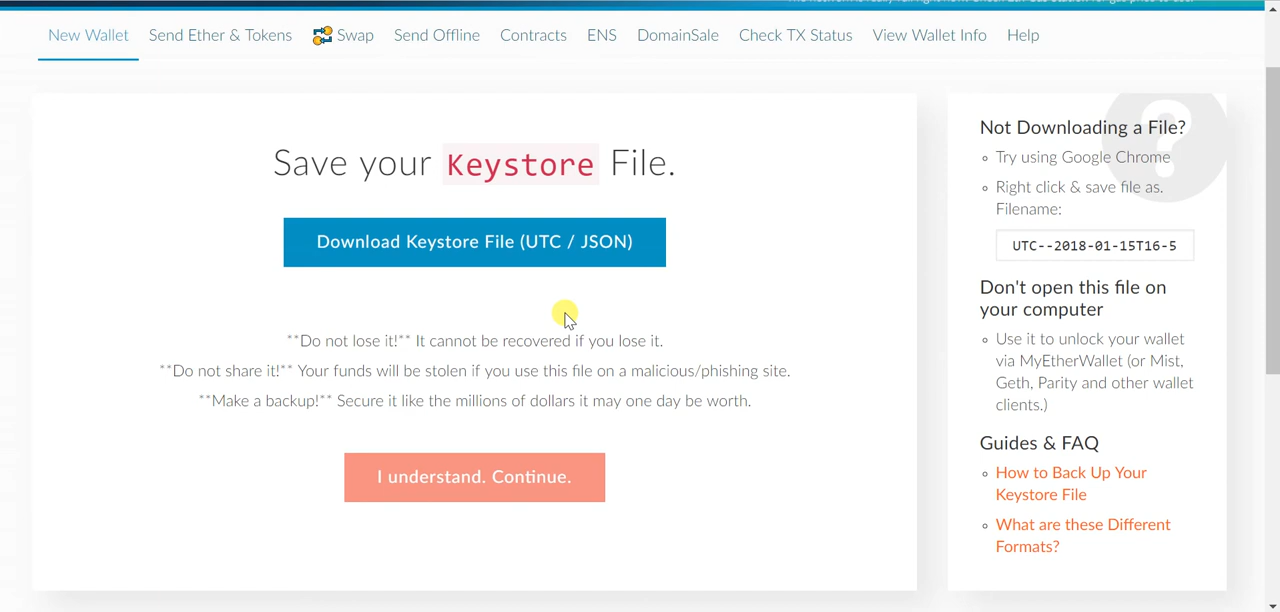 New Wallet Send Ether & Tokens Swap Send Offline Contracts ENS DomainSale Check TX Status View Wallet Info Help
Save your Keystore File.
Download Keystore File (UTC / JSON)
**Do not lose it!** It cannot be recovered if you lose it.
**Do not share it!** Your funds will be stolen if you use this file on a malicious/phishing site.
**Make a backup!** Secure it like the millions of dollars it may one day be worth.
I understand. Continue.
Not Downloading a File?
Try using Google Chrome
Right click & save file as.
Filename:
UTC--2018-01-15T16-5
Don't open this file on
your computer
Use it to unlock your wallet
via MyEtherWallet (or Mist,
Geth, Parity and other wallet
clients.)
Guides & FAQ
How to Back Up Your
Keystore File
What are these Different
Formats?